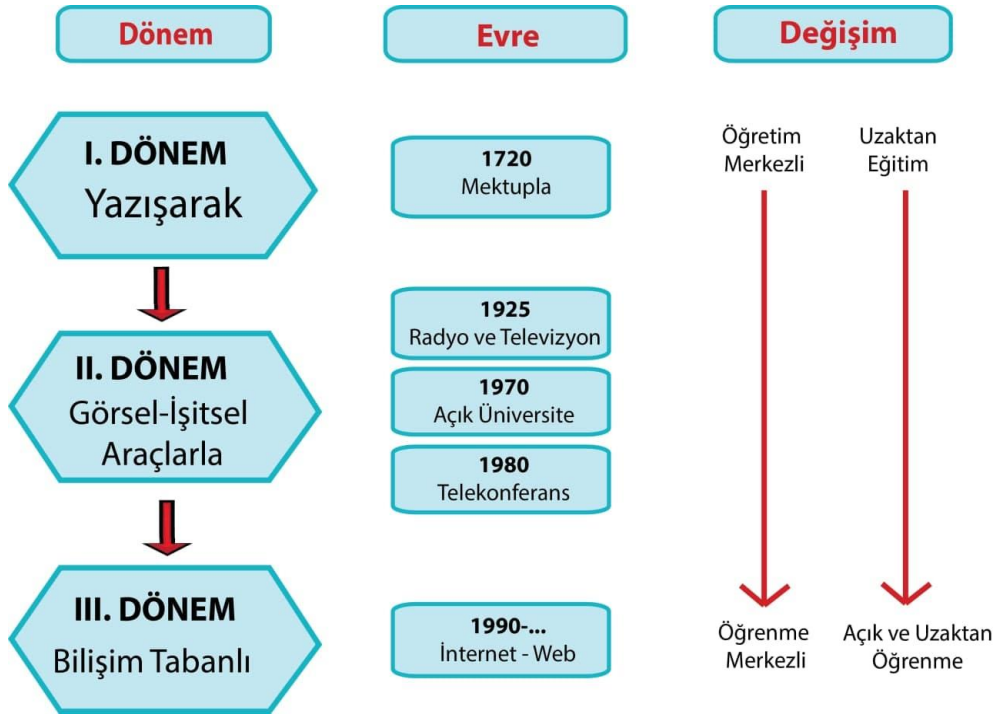 Dönem
Evre
Değişim
I. DÖNEM
Yazışarak
1720
Mektupla
Öğretim
Merkezli
Uzaktan
Eğitim
II. DÖNEM
Görsel-İşitsel
Araçlarla
1925
Radyo ve Televizyon
1970
Açık Üniversite
1980
Telekonferans
III. DÖNEM
Bilişim Tabanlı
1990-...
İnternet - Web
Öğrenme
Merkezli
Açık ve Uzaktan
Öğrenme